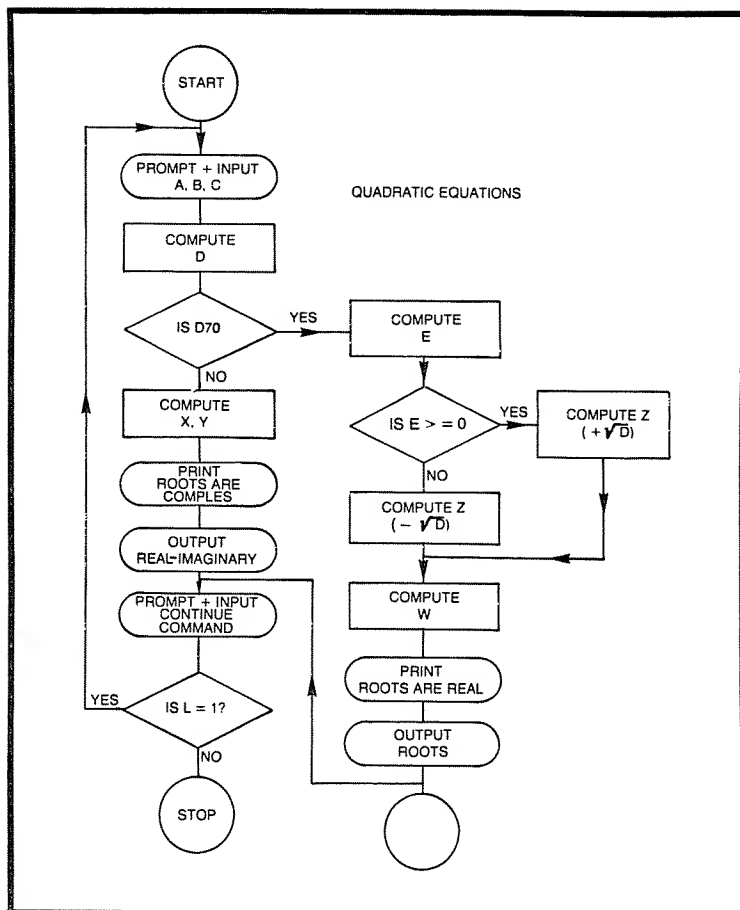 START
PROMPT + INPUT
A, B, C
QUADRATIC EQUATIONS
COMPUTE
D
IS D70
YES
NO
COMPUTE
E
COMPUTE
X, Y
IS E > = 0
YES
NO
COMPUTE Z
( + √D)
PRINT
ROOTS ARE
COMPLES
COMPUTE Z
( − √D)
OUTPUT
REAL-IMAGINARY
COMPUTE
W
PROMPT + INPUT
CONTINUE
COMMAND
PRINT
ROOTS ARE REAL
YES
IS L = 1?
NO
OUTPUT
ROOTS
STOP